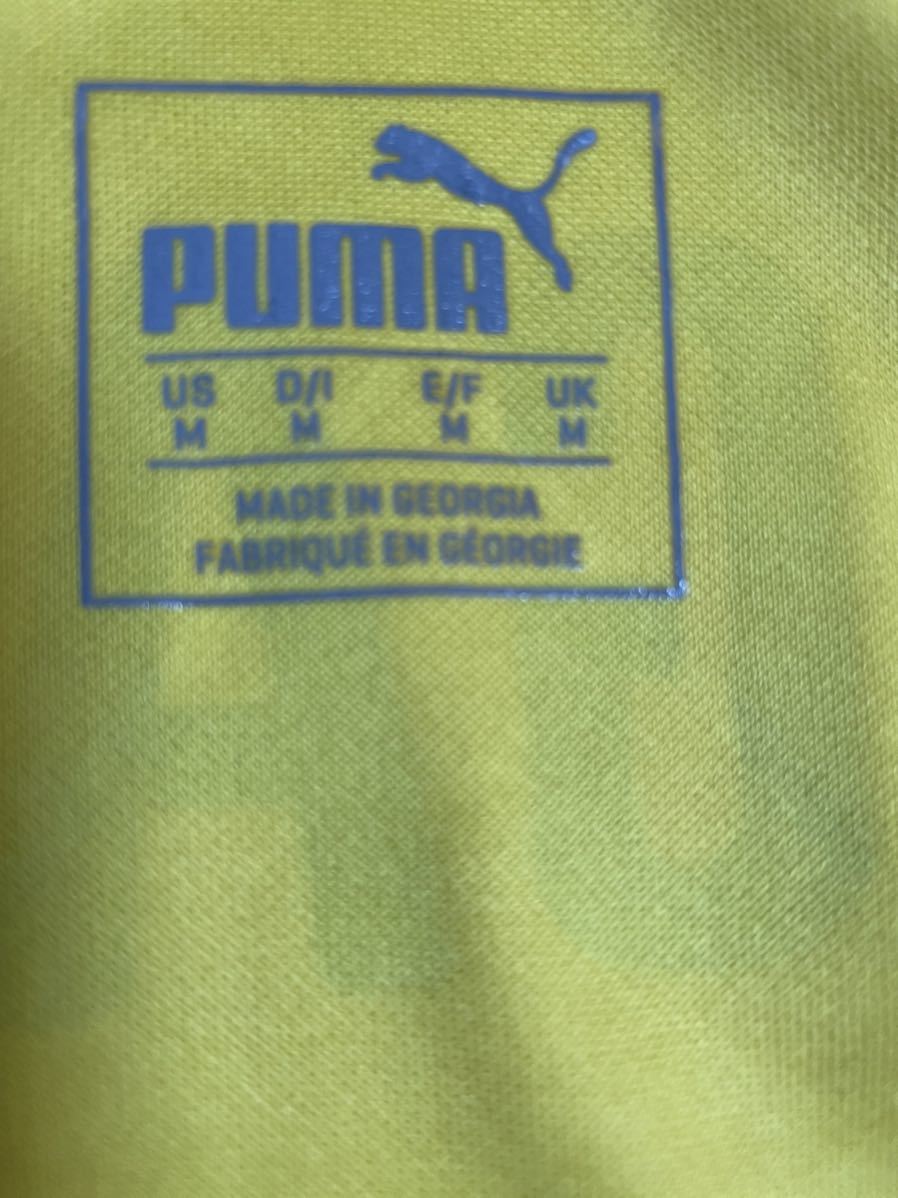 PUMA
US D/I E/F UK
M M M M
MADE IN GEORGIA
FABRIQUÉ EN GÉORGIE